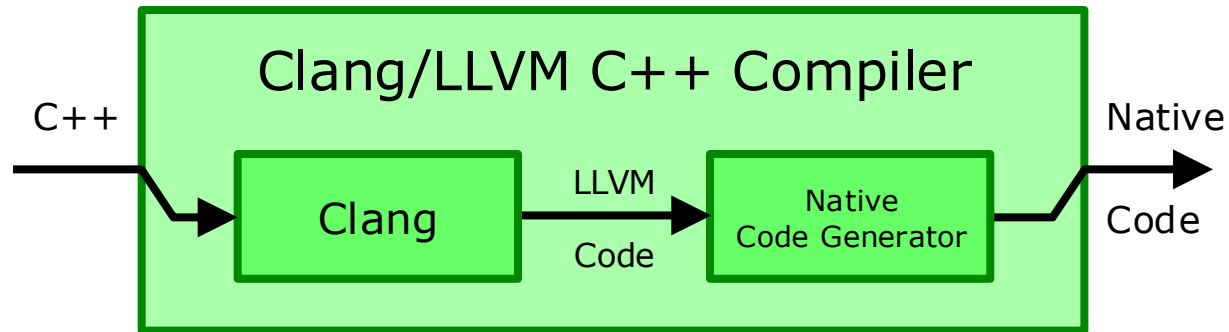 Clang/LLVM C++ Compiler
C++
Clang
LLVM
Code
Native
Code Generator
Native
Code